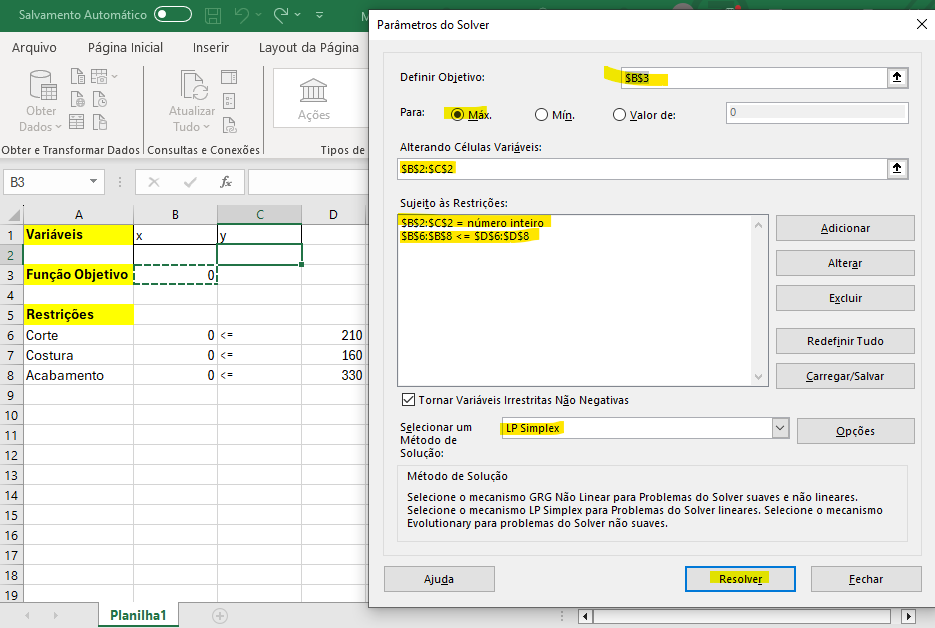 Salvamento Automático
Arquivo Página Inicial Inserir Layout da Página
Obter
Dados
Atualizar
Tudo
Ações
Obter e Transformar Dados Consultas e Conexões Tipos de
B3 fx
A B C D
1 Variáveis x y
2
3 Função Objetivo 0
4
5 Restrições
6 Corte 0 <= 210
7 Costura 0 <= 160
8 Acabamento 0 <= 330
9
10
11
12
13
14
15
16
17
18
19
Planilha1
Parâmetros do Solver
Definir Objetivo: $B$3
Para: Máx. Mín. Valor de: 0
Alterando Células Variáveis:
$B$2:$C$2
Sujeito às Restrições:
$B$2:$C$2 = número inteiro
$B$6:$B$8 <= $D$6:$D$8
Adicionar
Alterar
Excluir
Redefinir Tudo
Carregar/Salvar
Tornar Variáveis Irrestritas Não Negativas
Selecionar um
Método de
Solução:
LP Simplex
Opções
Método de Solução
Selecione o mecanismo GRG Não Linear para Problemas do Solver suaves e não lineares.
Selecione o mecanismo LP Simplex para Problemas do Solver lineares. Selecione o mecanismo
Evolutionary para problemas do Solver não suaves.
Ajuda Resolver Fechar